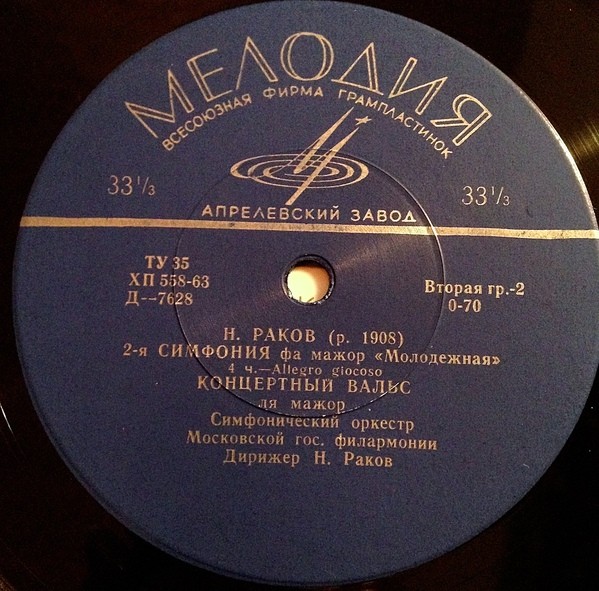 МЕЛОДИЯ
ВСЕСОЮЗНАЯ ФИРМА ГРАМПЛАСТИНОК
33 1/3
33 1/3
АПРЕЛЕВСКИЙ ЗАВОД
ТУ 35
ХП 558-63
Д--7628
Вторая гр.-2
0-70
Н. РАКОВ (р. 1908)
2-я СИМФОНИЯ фа мажор «Молодежная»
4 ч.—Allegro giocoso
КОНЦЕРТНЫЙ ВАЛЬС
ля мажор
Симфонический оркестр
Московской гос. филармонии
Дирижер Н. Раков